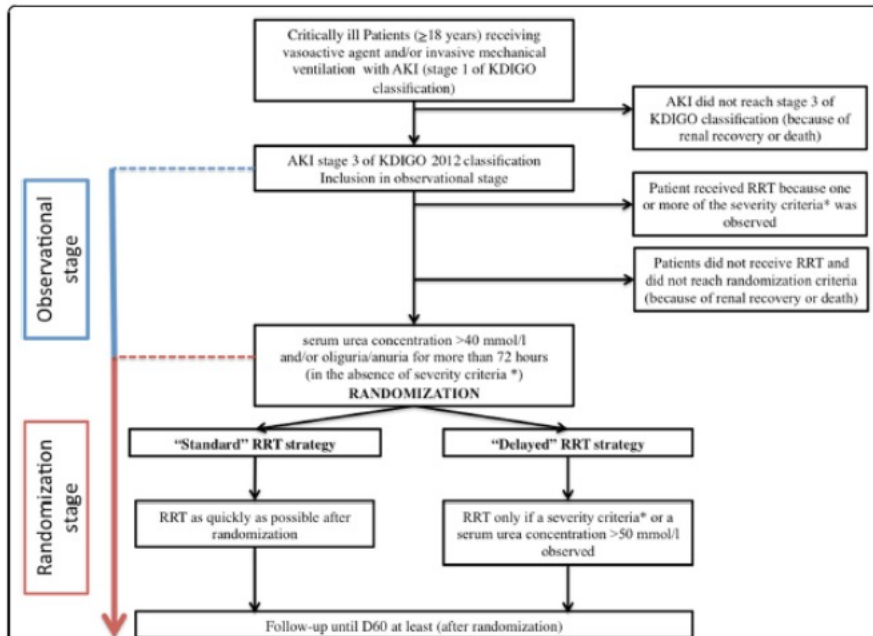 Critically ill Patients (≥18 years) receiving
vasoactive agent and/or invasive mechanical
ventilation with AKI (stage 1 of KDIGO
classification)
AKI did not reach stage 3 of
KDIGO classification (because of
renal recovery or death)
AKI stage 3 of KDIGO 2012 classification
Inclusion in observational stage
Patient received RRT because one
or more of the severity criteria* was
observed
Observational
stage
Patients did not receive RRT and
did not reach randomization criteria
(because of renal recovery or death)
serum urea concentration >40 mmol/l
and/or oliguria/anuria for more than 72 hours
(in the absence of severity criteria *)
RANDOMIZATION
Randomization
stage
“Standard” RRT strategy
“Delayed” RRT strategy
RRT as quickly as possible after
randomization
RRT only if a severity criteria* or a
serum urea concentration >50 mmol/l
observed
Follow-up until D60 at least (after randomization)